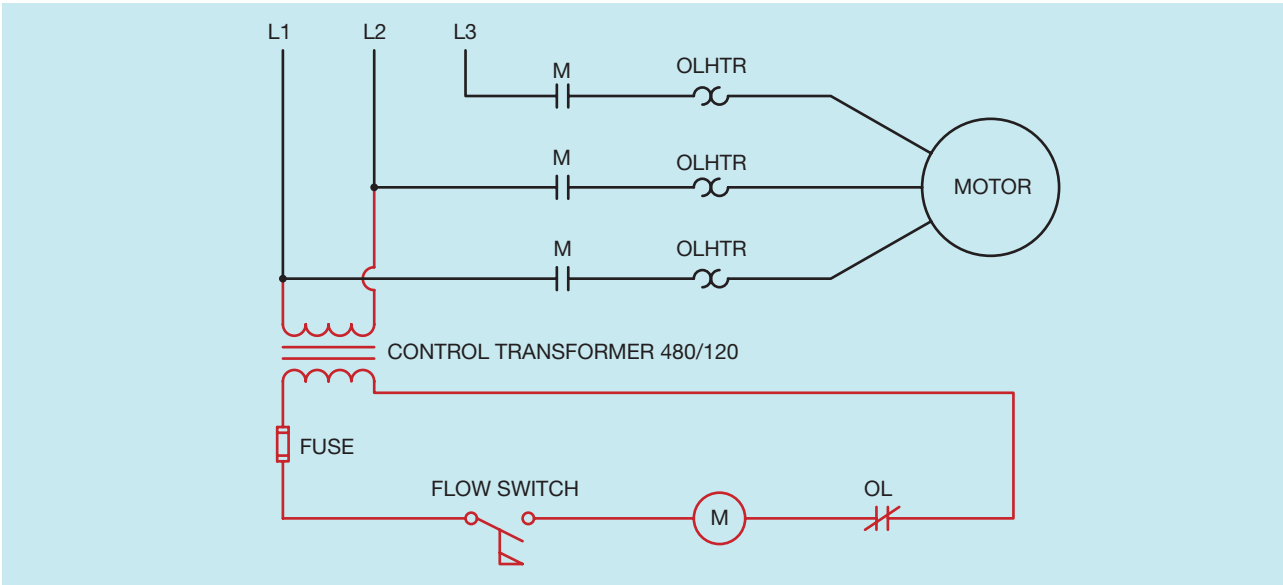 L1 L2 L3
M OLHTR
M OLHTR
MOTOR
M OLHTR
CONTROL TRANSFORMER 480/120
FUSE
FLOW SWITCH OL
M